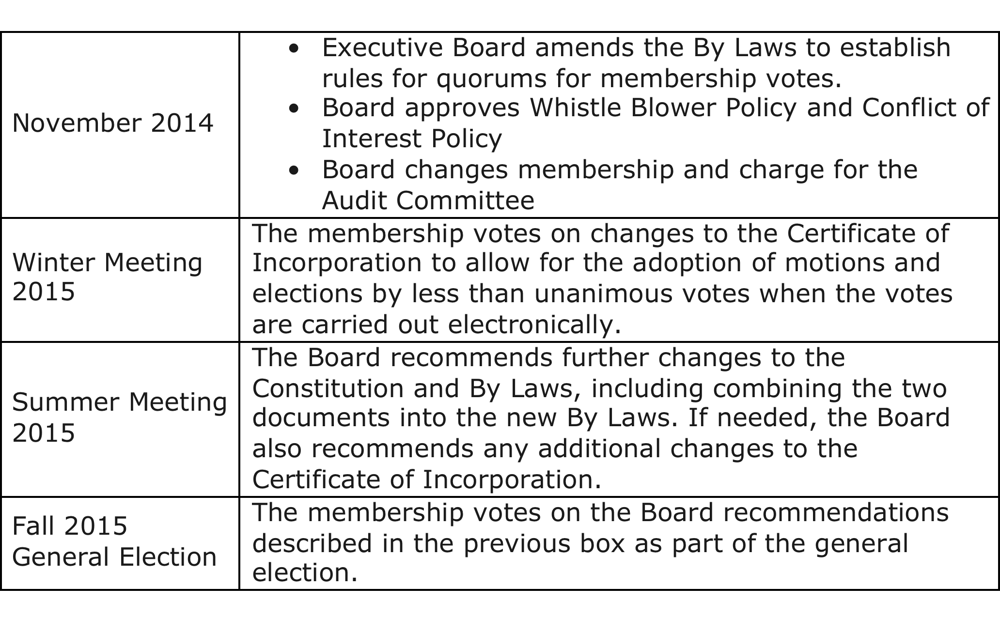 November 2014
• Executive Board amends the By Laws to establish
rules for quorums for membership votes.
• Board approves Whistle Blower Policy and Conflict of
Interest Policy
• Board changes membership and charge for the
Audit Committee
Winter Meeting
2015
The membership votes on changes to the Certificate of
Incorporation to allow for the adoption of motions and
elections by less than unanimous votes when the votes
are carried out electronically.
Summer Meeting
2015
The Board recommends further changes to the
Constitution and By Laws, including combining the two
documents into the new By Laws. If needed, the Board
also recommends any additional changes to the
Certificate of Incorporation.
Fall 2015
General Election
The membership votes on the Board recommendations
described in the previous box as part of the general
election.